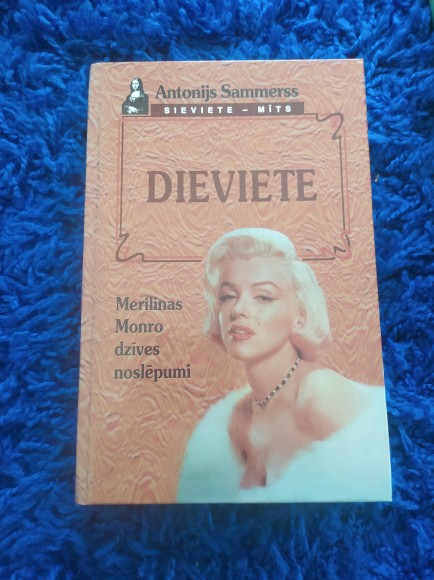 Antonijs Sammerss
SIEVIETE – MĪTS
DIEVIETE
Merilinas
Monro
dzīves
noslēpumi